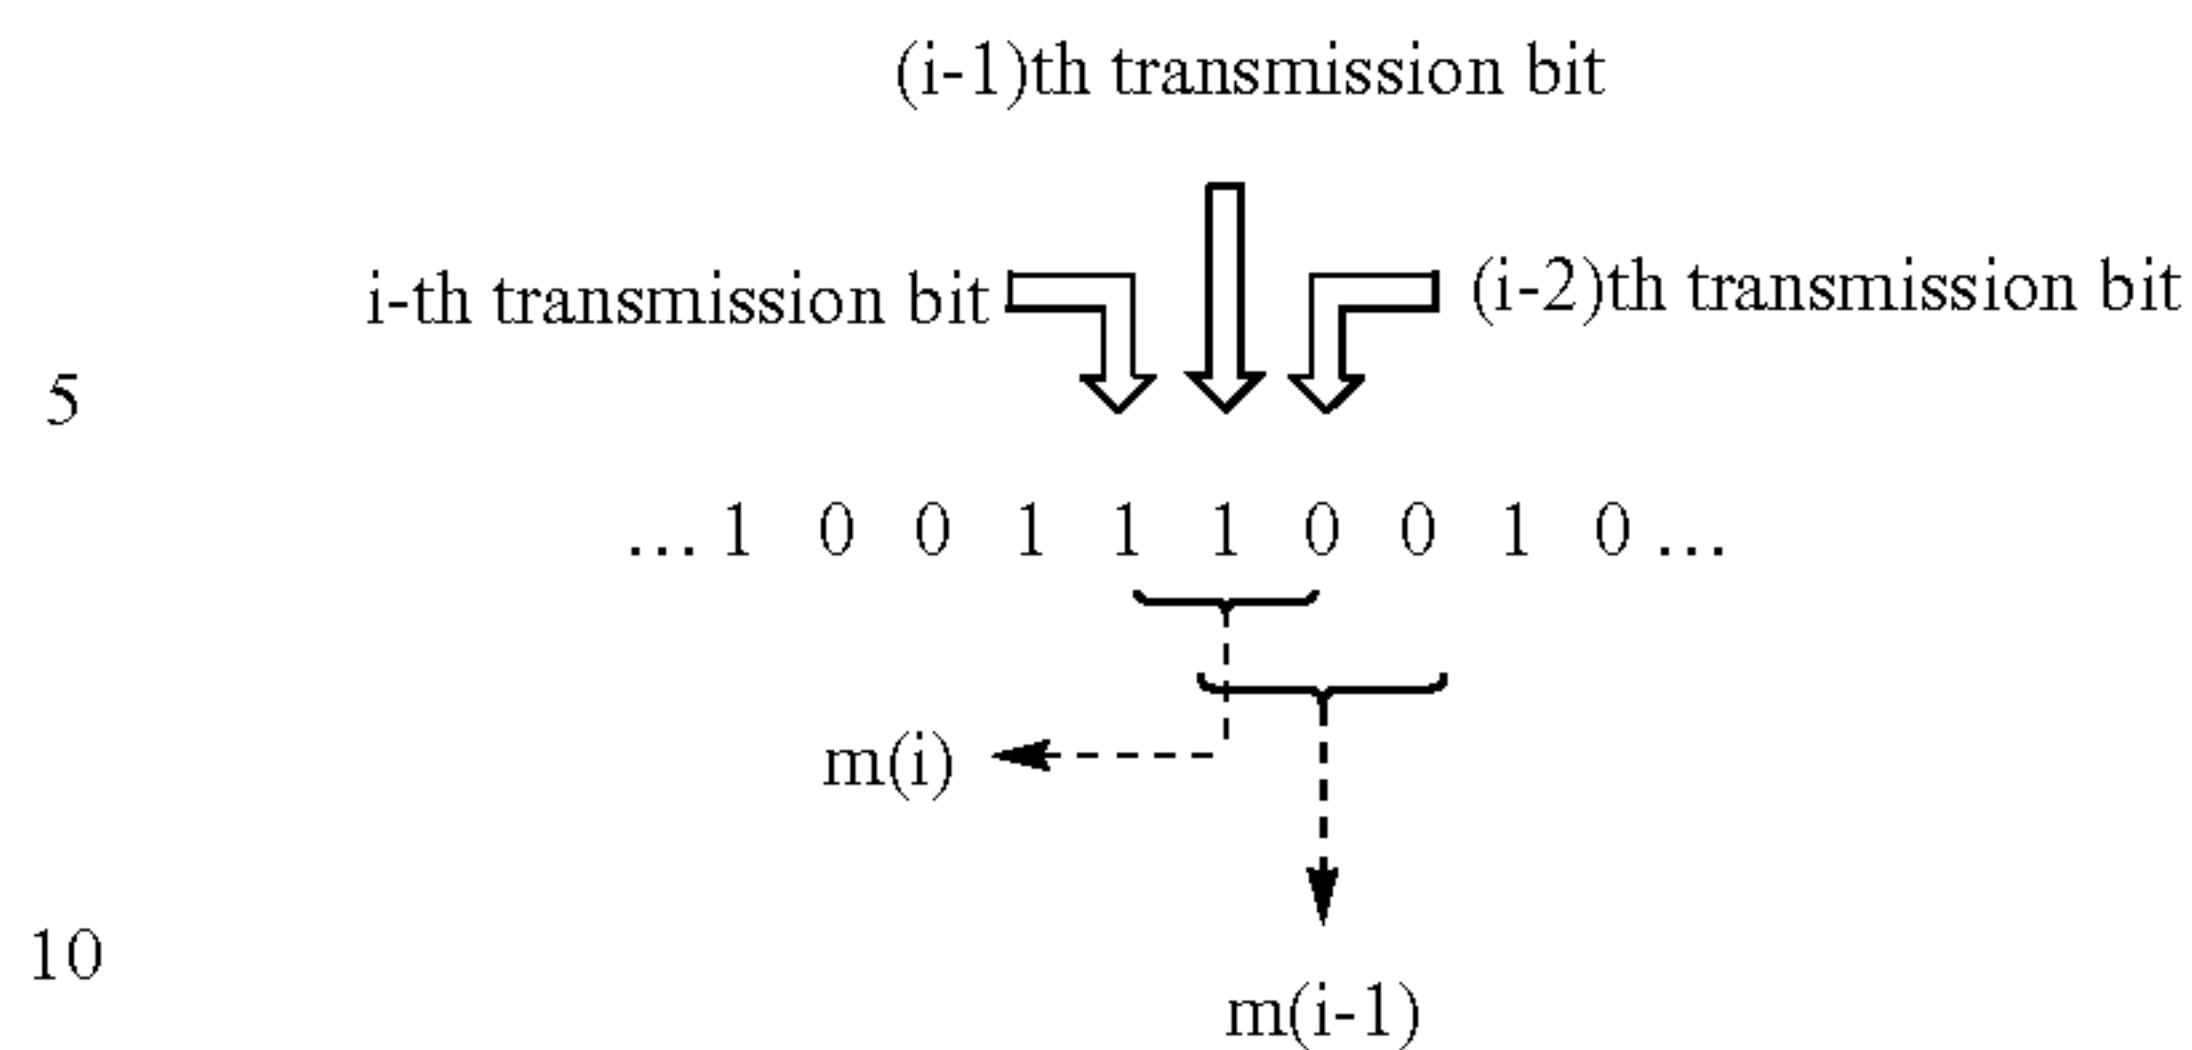 (i-1)th transmission bit
i-th transmission bit
(i-2)th transmission bit
5
...1 0 0 1 1 1 0 0 1 0...
m(i)
10
m(i-1)